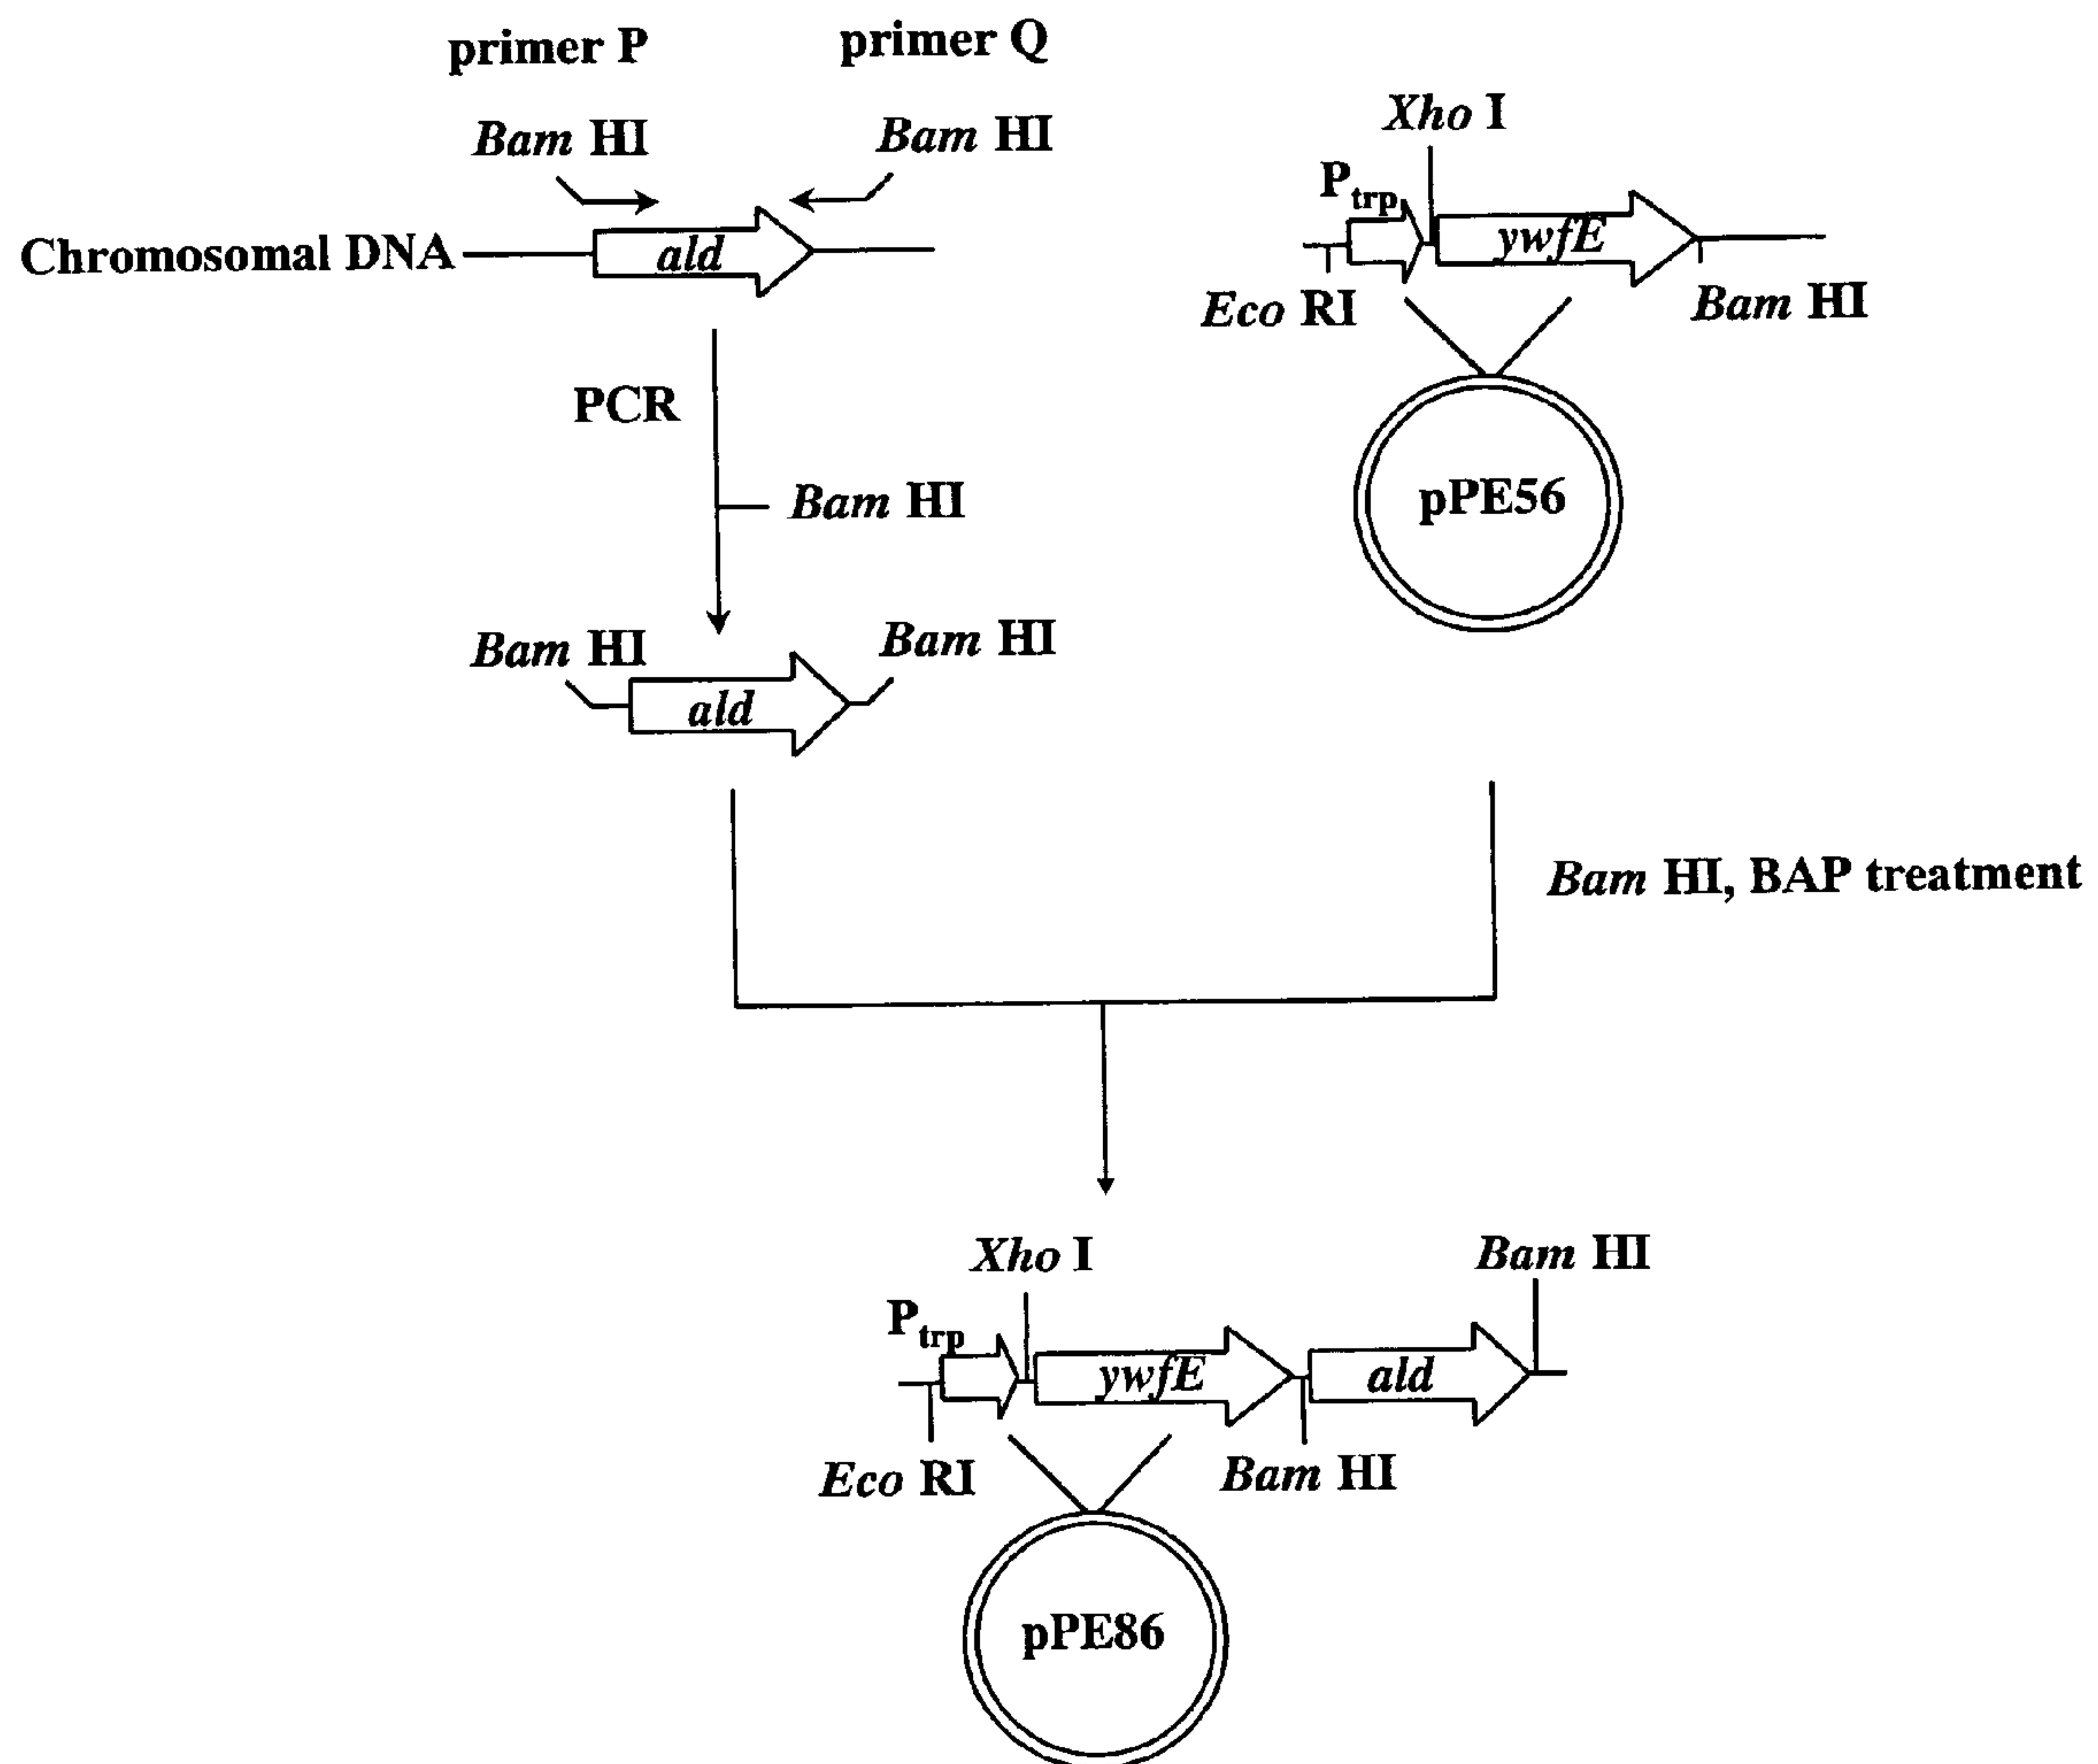 primer P
primer Q
Bam HI
Bam HI
Chromosomal DNA
ald
Xho I
Ptrp
ywfE
Eco RI
Bam HI
PCR
Bam HI
pPE56
Bam HI
Bam HI
ald
Bam HI, BAP treatment
Xho I
Bam HI
Ptrp
ywfE
ald
Eco RI
Bam HI
pPE86